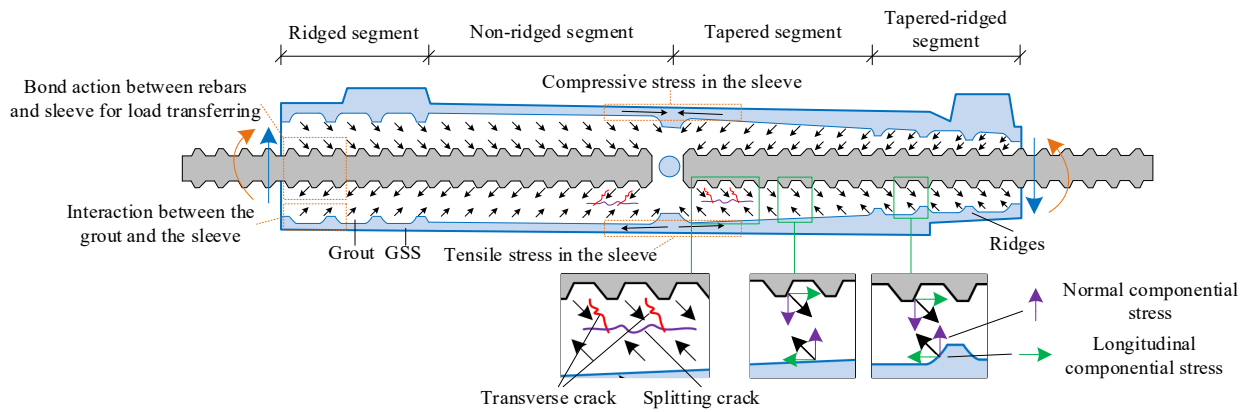 Ridged segment
Non-ridged segment
Tapered segment
Tapered-ridged
segment
Bond action between rebars
and sleeve for load transferring
Compressive stress in the sleeve
Interaction between the
grout and the sleeve
Grout
GSS
Tensile stress in the sleeve
Ridges
Normal componential
stress
Longitudinal
componential stress
Transverse crack
Splitting crack